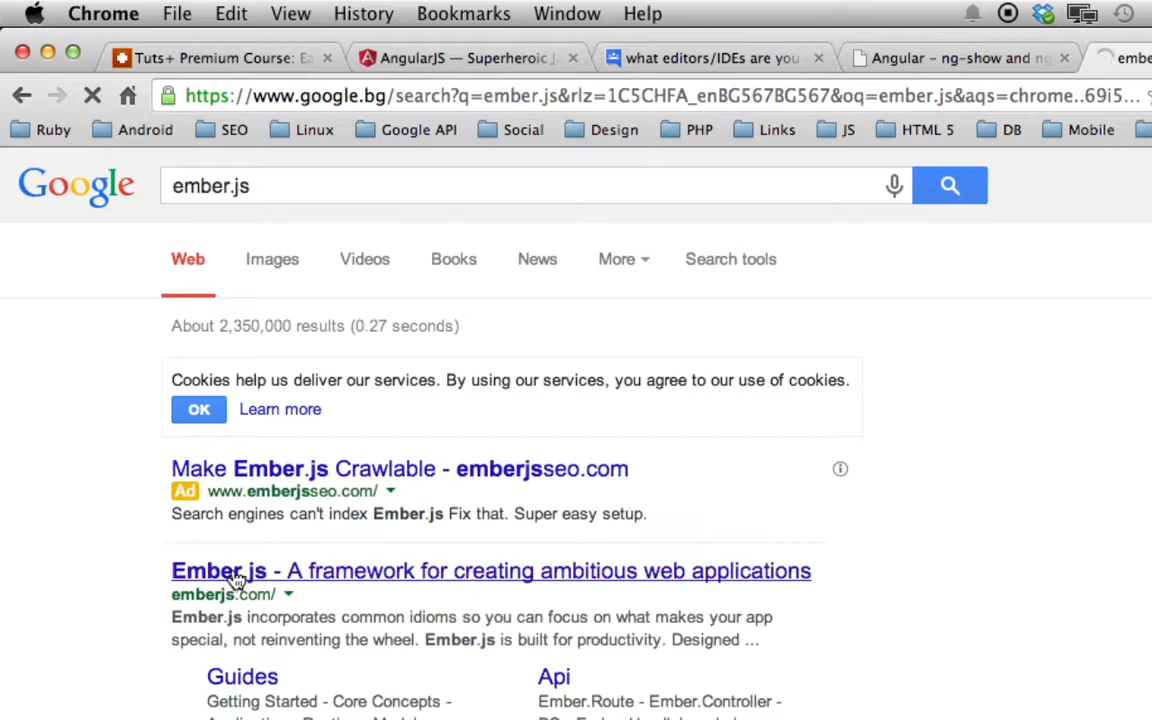 Chrome File Edit View History Bookmarks Window Help
Tuts+ Premium Course: Ea AngularJS — Superheroic J what editors/IDEs are you Angular – ng-show and ng embe
https://www.google.bg/search?q=ember.js&rlz=1C5CHFA_enBG567BG567&oq=ember.js&aqs=chrome..69i5...
Ruby Android SEO Linux Google API Social Design PHP Links JS HTML 5 DB Mobile
Google ember.js
Web Images Videos Books News More Search tools
About 2,350,000 results (0.27 seconds)
Cookies help us deliver our services. By using our services, you agree to our use of cookies.
OK Learn more
Make Ember.js Crawlable - emberjsseo.com
Ad www.emberjsseo.com/
Search engines can't index Ember.js Fix that. Super easy setup.
Ember.js - A framework for creating ambitious web applications
emberjs.com/
Ember.js incorporates common idioms so you can focus on what makes your app
special, not reinventing the wheel. Ember.js is built for productivity. Designed ...
Guides Api
Getting Started - Core Concepts - Ember.Route - Ember.Controller -